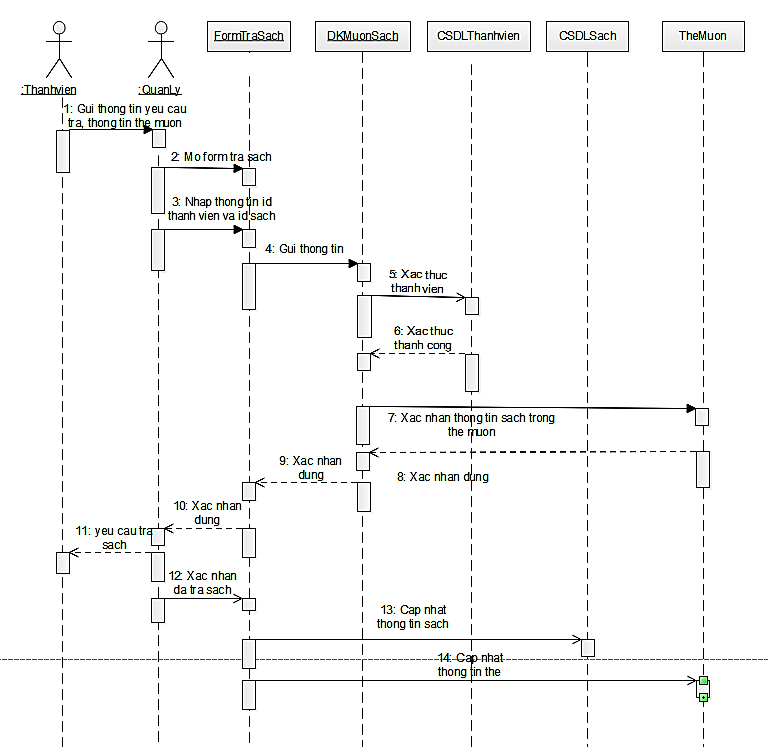 FormTraSach
DKMuonSach
CSDLThanhvien
CSDLSach
TheMuon
:Thanhvien
:QuanLy
1: Gui thong tin yeu cau
tra, thong tin the muon
2: Mo form tra sach
3: Nhap thong tin id
thanh vien va id sach
4: Gui thong tin
5: Xac thuc
thanh vien
6: Xac thuc
thanh cong
7: Xac nhan thong tin sach trong
the muon
8: Xac nhan dung
9: Xac nhan
dung
10: Xac nhan
dung
11: yeu cau tra
sach
12: Xac nhan
da tra sach
13: Cap nhat
thong tin sach
14: Cap nhat
thong tin the